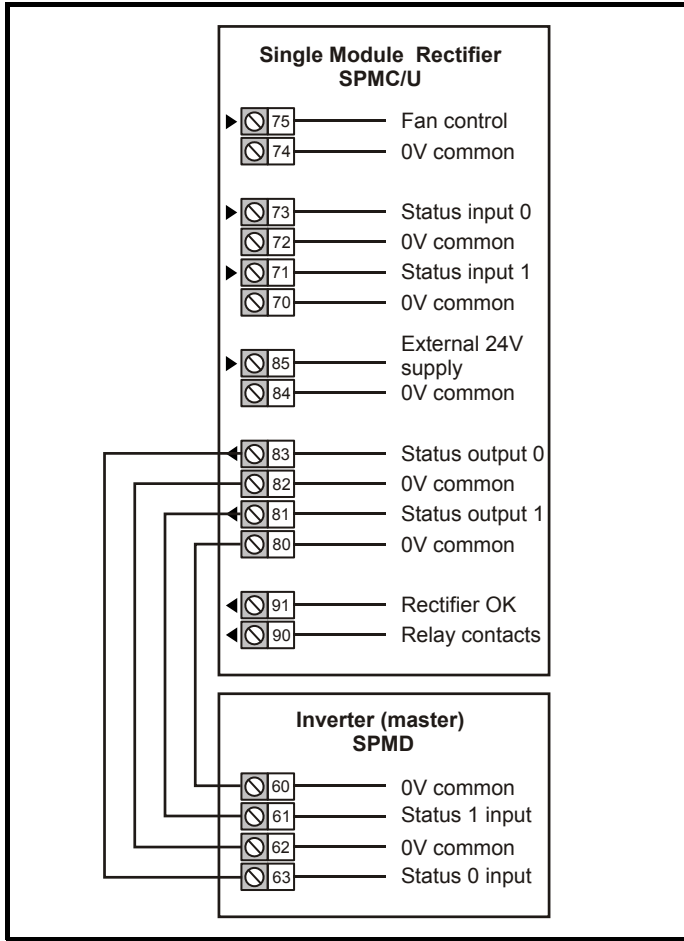 Single Module Rectifier
SPMC/U
75 Fan control
74 0V common
73 Status input 0
72 0V common
71 Status input 1
70 0V common
External 24V
85 supply
84 0V common
83 Status output 0
82 0V common
81 Status output 1
80 0V common
91 Rectifier OK
90 Relay contacts
Inverter (master)
SPMD
60 0V common
61 Status 1 input
62 0V common
63 Status 0 input